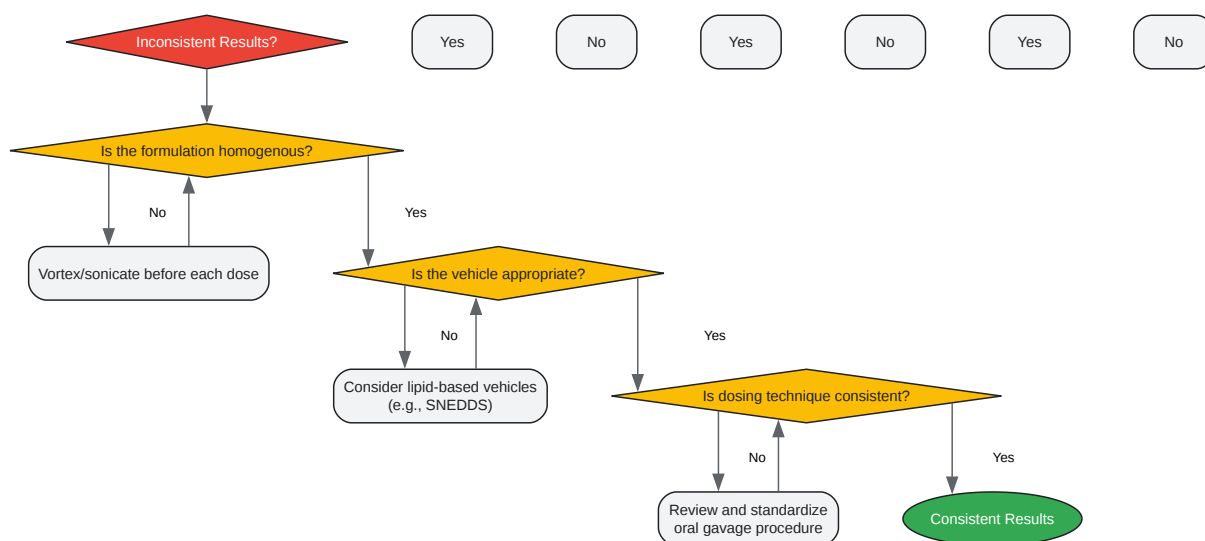 Inconsistent Results?
Yes
No
Yes
No
Yes
No
Is the formulation homogenous?
No
Yes
Vortex/sonicate before each dose
Is the vehicle appropriate?
No
Yes
Consider lipid-based vehicles
(e.g., SNEDDS)
Is dosing technique consistent?
No
Yes
Review and standardize
oral gavage procedure
Consistent Results